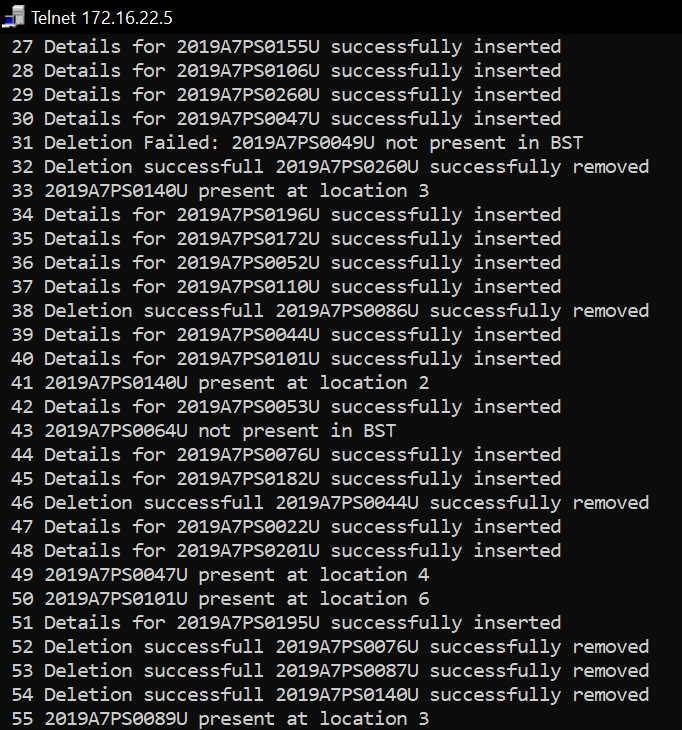 Telnet 172.16.22.5
27 Details for 2019A7PS0155U successfully inserted
28 Details for 2019A7PS0106U successfully inserted
29 Details for 2019A7PS0260U successfully inserted
30 Details for 2019A7PS0047U successfully inserted
31 Deletion Failed: 2019A7PS0049U not present in BST
32 Deletion successfull 2019A7PS0260U successfully removed
33 2019A7PS0140U present at location 3
34 Details for 2019A7PS0196U successfully inserted
35 Details for 2019A7PS0172U successfully inserted
36 Details for 2019A7PS0052U successfully inserted
37 Details for 2019A7PS0110U successfully inserted
38 Deletion successfull 2019A7PS0086U successfully removed
39 Details for 2019A7PS0044U successfully inserted
40 Details for 2019A7PS0101U successfully inserted
41 2019A7PS0140U present at location 2
42 Details for 2019A7PS0053U successfully inserted
43 2019A7PS0064U not present in BST
44 Details for 2019A7PS0076U successfully inserted
45 Details for 2019A7PS0182U successfully inserted
46 Deletion successfull 2019A7PS0044U successfully removed
47 Details for 2019A7PS0022U successfully inserted
48 Details for 2019A7PS0201U successfully inserted
49 2019A7PS0047U present at location 4
50 2019A7PS0101U present at location 6
51 Details for 2019A7PS0195U successfully inserted
52 Deletion successfull 2019A7PS0076U successfully removed
53 Deletion successfull 2019A7PS0087U successfully removed
54 Deletion successfull 2019A7PS0140U successfully removed
55 2019A7PS0089U present at location 3